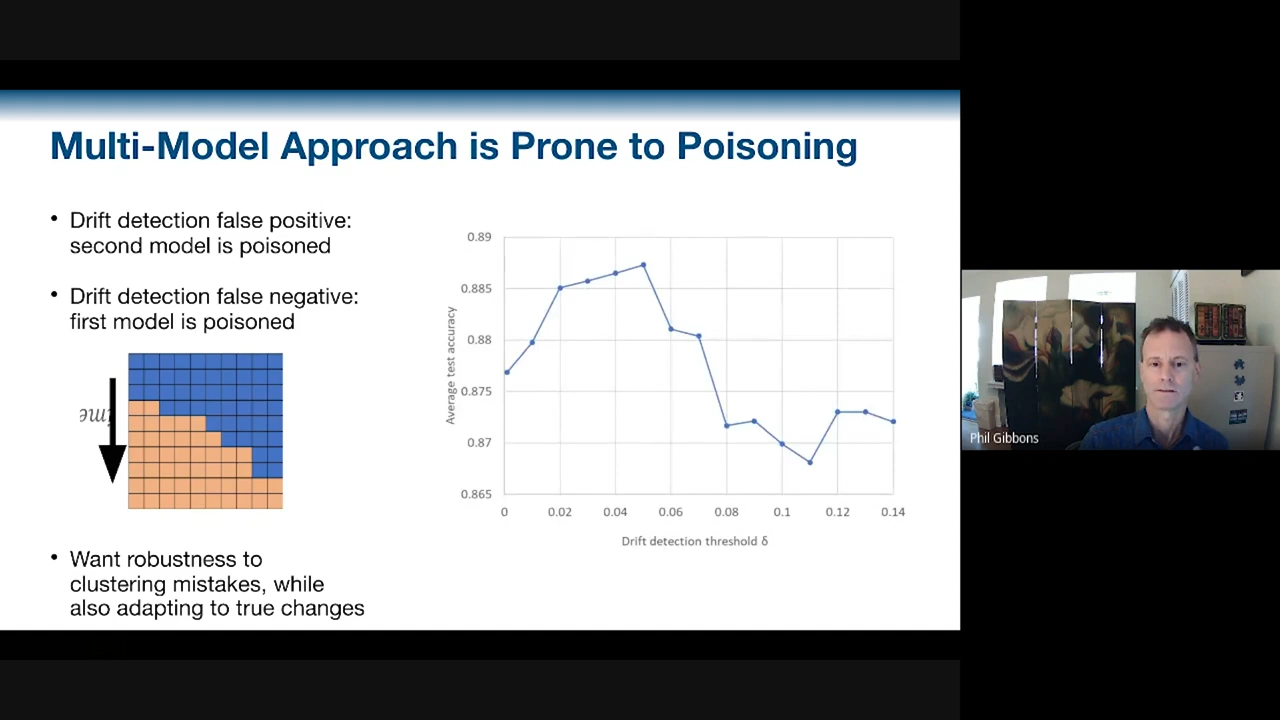 Multi-Model Approach is Prone to Poisoning
• Drift detection false positive:
second model is poisoned
• Drift detection false negative:
first model is poisoned
• Want robustness to
clustering mistakes, while
also adapting to true changes
0.89
0.885
0.88
0.875
0.87
0.865
Average test accuracy
0 0.02 0.04 0.06 0.08 0.1 0.12 0.14
Drift detection threshold δ
Phil Gibbons